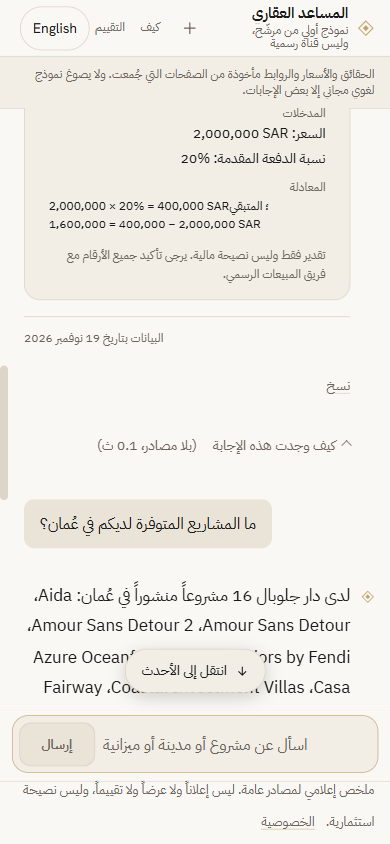 المساعد العقاري
نموذج أولي من مرشّح،
وليس قناة رسمية
كيف
التقييم
English
الحقائق والأسعار والروابط مأخوذة من الصفحات التي جُمعت. ولا يصوغ نموذج
لغوي مجاني إلا بعض الإجابات.
المدخلات
السعر: 2,000,000 SAR
نسبة الدفعة المقدمة: 20%
المعادلة
2,000,000 × 20% = 400,000 SAR؛ المتبقي
2,000,000 − 400,000 = 1,600,000 SAR
تقدير فقط وليس نصيحة مالية. يرجى تأكيد جميع الأرقام مع
فريق المبيعات الرسمي.
البيانات بتاريخ 19 نوفمبر 2026
نسخ
كيف وجدت هذه الإجابة (بلا مصادر، 0.1 ث)
ما المشاريع المتوفرة لديكم في عُمان؟
لدى دار جلوبال 16 مشروعاً منشوراً في عُمان: Aida،
Amour Sans Detour، Amour Sans Detour 2،
Azure Oceanf
ors by Fendi
Casa، Villas
Fairway
انتقل إلى الأحدث
اسأل عن مشروع أو مدينة أو ميزانية
إرسال
ملخص إعلامي لمصادر عامة. ليس إعلاناً ولا عرضاً ولا تقييماً، وليس نصيحة
استثمارية. الخصوصية